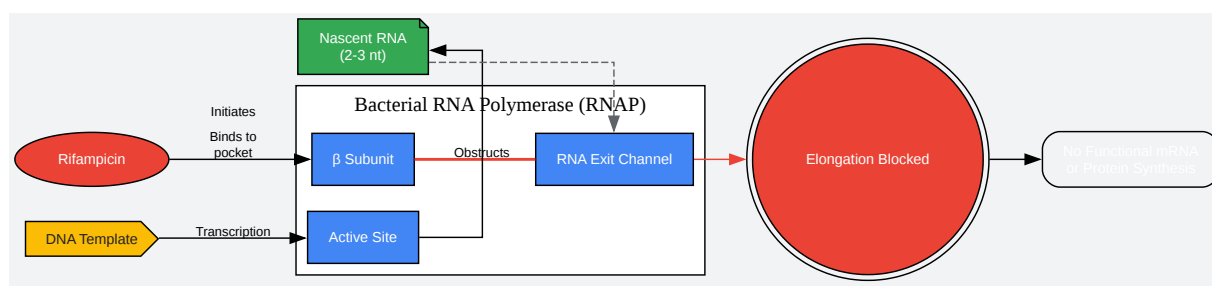 Nascent RNA
(2-3 nt)
Bacterial RNA Polymerase (RNAP)
Initiates
Binds to
pocket
Rifampicin
β Subunit
Obstructs
RNA Exit Channel
Elongation Blocked
No Functional mRNA
or Protein Synthesis
DNA Template
Transcription
Active Site